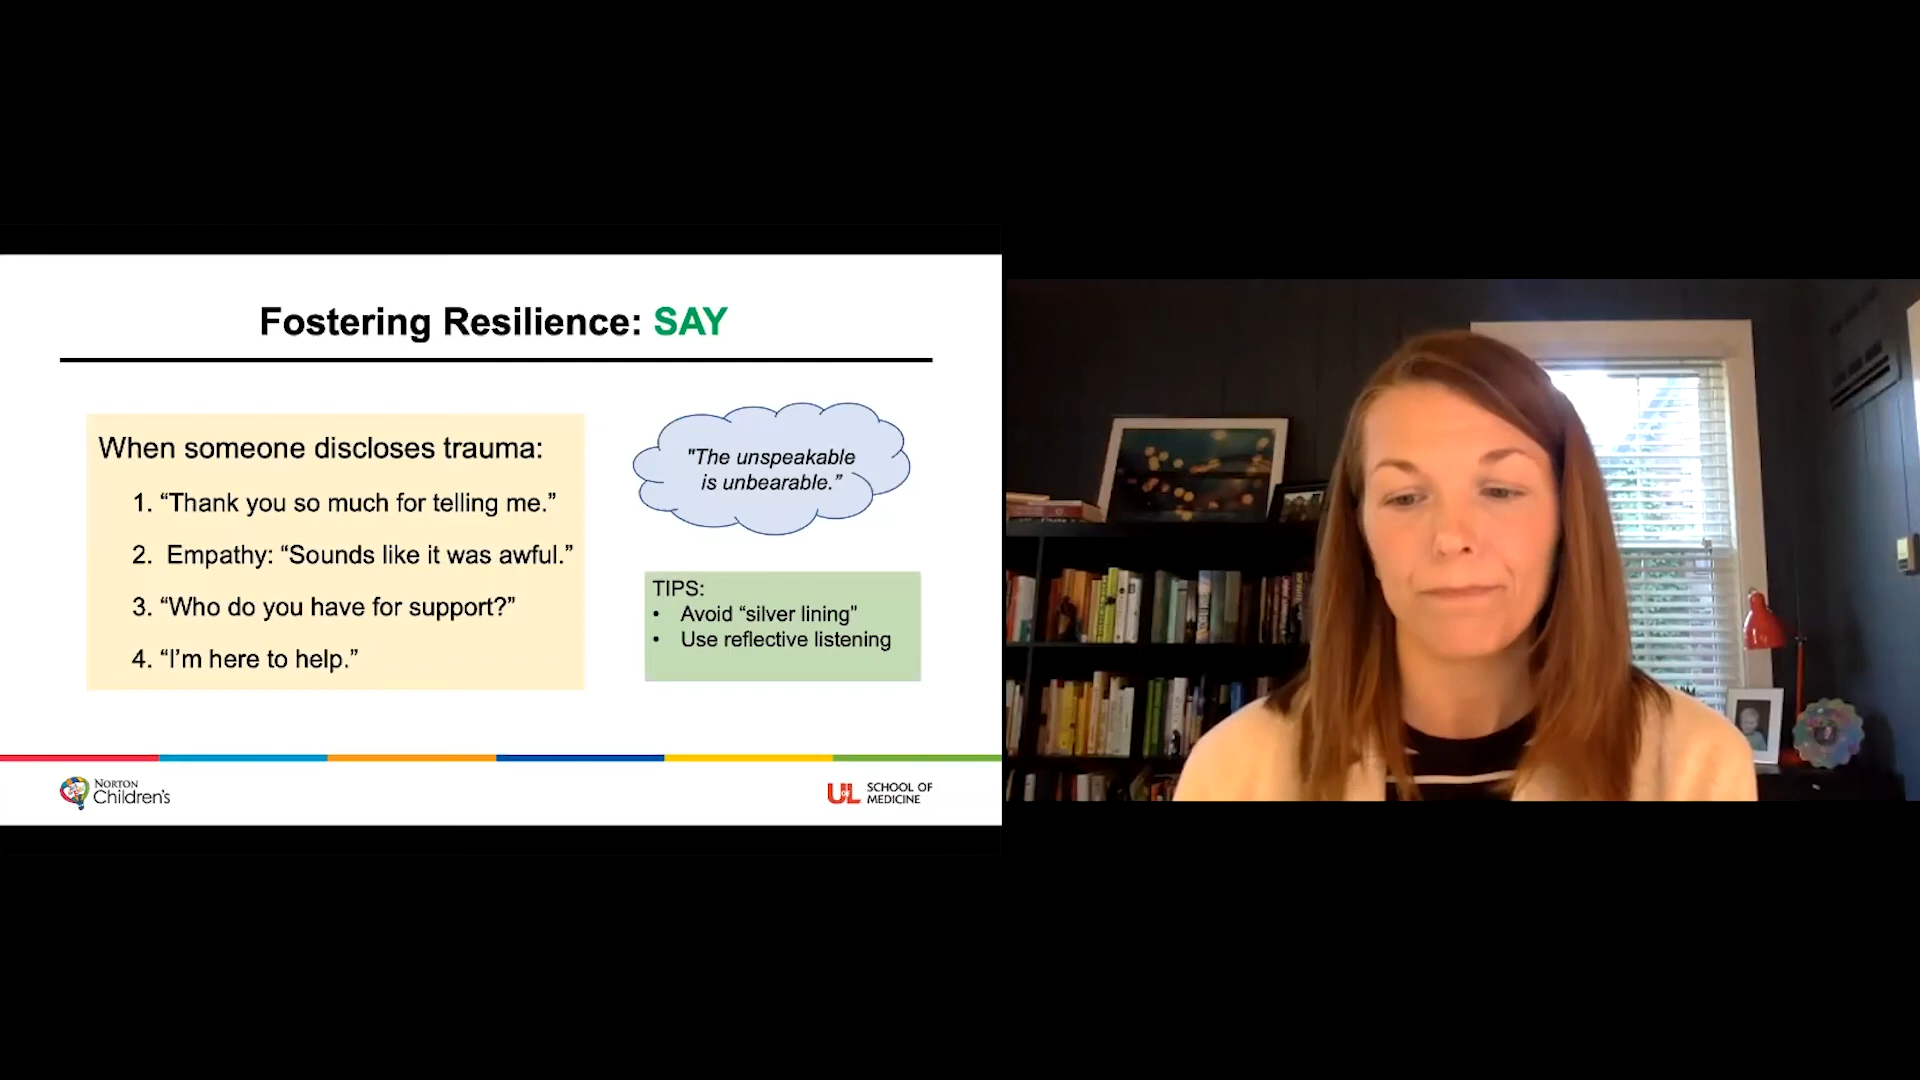 Fostering Resilience: SAY
When someone discloses trauma:
1. “Thank you so much for telling me.”
2. Empathy: “Sounds like it was awful.”
3. “Who do you have for support?”
4. “I’m here to help.”
"The unspeakable
is unbearable.”
TIPS:
• Avoid “silver lining”
• Use reflective listening
NORTON
Children’s
UofL SCHOOL OF
MEDICINE